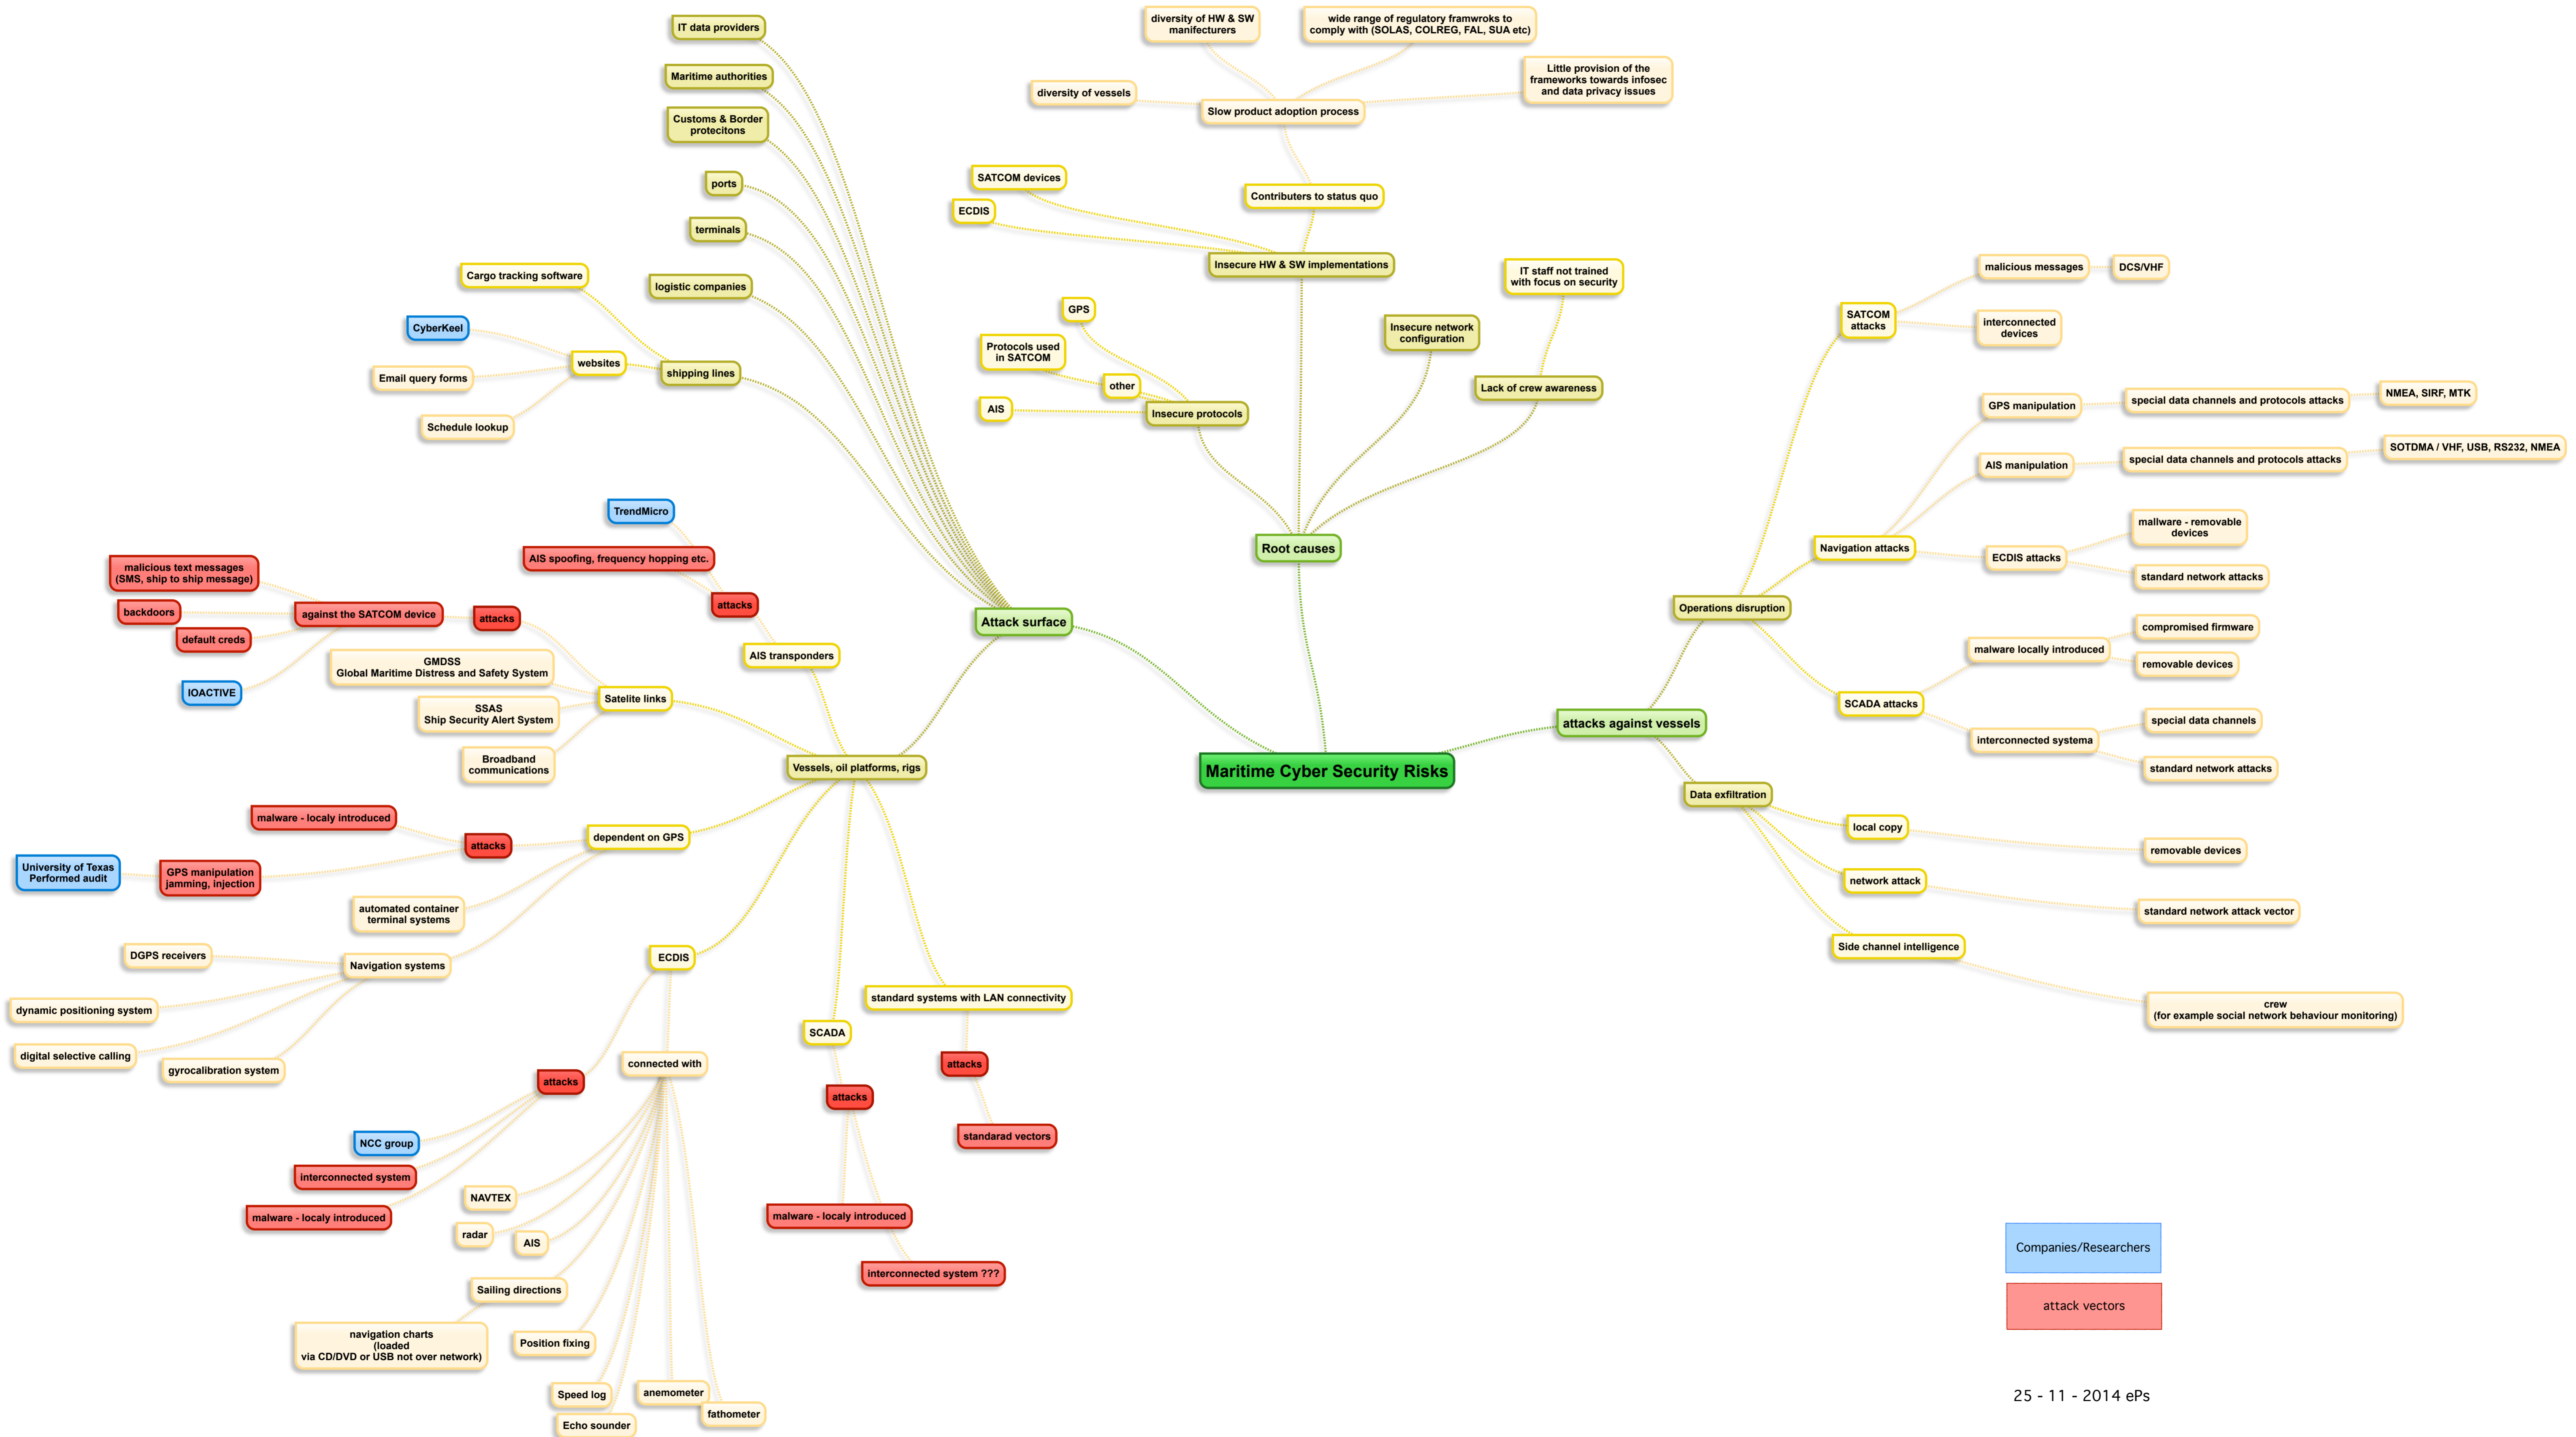 IT data providers
Maritime authorities
Customs & Border
protecitons
ports
terminals
logistic companies
Cargo tracking software
CyberKeel
websites
shipping lines
Email query forms
Schedule lookup
diversity of HW & SW
manifecturers
wide range of regulatory framwroks to
comply with (SOLAS, COLREG, FAL, SUA etc)
Little provision of the
frameworks towards infosec
and data privacy issues
diversity of vessels
Slow product adoption process
SATCOM devices
Contributers to status quo
ECDIS
Insecure HW & SW implementations
IT staff not trained
with focus on security
GPS
Insecure network
configuration
Protocols used
in SATCOM
other
AIS
Insecure protocols
Lack of crew awareness
Root causes
malicious messages
DCS/VHF
SATCOM
attacks
interconnected
devices
GPS manipulation
special data channels and protocols attacks
NMEA, SIRF, MTK
AIS manipulation
special data channels and protocols attacks
SOTDMA / VHF, USB, RS232, NMEA
Navigation attacks
mallware - removable
devices
ECDIS attacks
standard network attacks
Operations disruption
compromised firmware
malware locally introduced
removable devices
SCADA attacks
special data channels
interconnected systema
standard network attacks
attacks against vessels
Maritime Cyber Security Risks
Data exfiltration
local copy
removable devices
network attack
standard network attack vector
Side channel intelligence
crew
(for example social network behaviour monitoring)
Attack surface
TrendMicro
AIS spoofing, frequency hopping etc.
attacks
AIS transponders
malicious text messages
(SMS, ship to ship message)
backdoors
against the SATCOM device
attacks
default creds
GMDSS
Global Maritime Distress and Safety System
IOACTIVE
Satelite links
SSAS
Ship Security Alert System
Broadband
communications
Vessels, oil platforms, rigs
malware - localy introduced
attacks
dependent on GPS
University of Texas
Performed audit
GPS manipulation
jamming, injection
automated container
terminal systems
DGPS receivers
Navigation systems
dynamic positioning system
digital selective calling
gyrocalibration system
ECDIS
standard systems with LAN connectivity
SCADA
connected with
attacks
attacks
attacks
NCC group
standarad vectors
interconnected system
malware - localy introduced
NAVTEX
radar
AIS
malware - localy introduced
interconnected system ???
Sailing directions
navigation charts
(loaded
via CD/DVD or USB not over network)
Position fixing
Speed log
anemometer
Echo sounder
fathometer
Companies/Researchers
attack vectors
25 - 11 - 2014 ePs